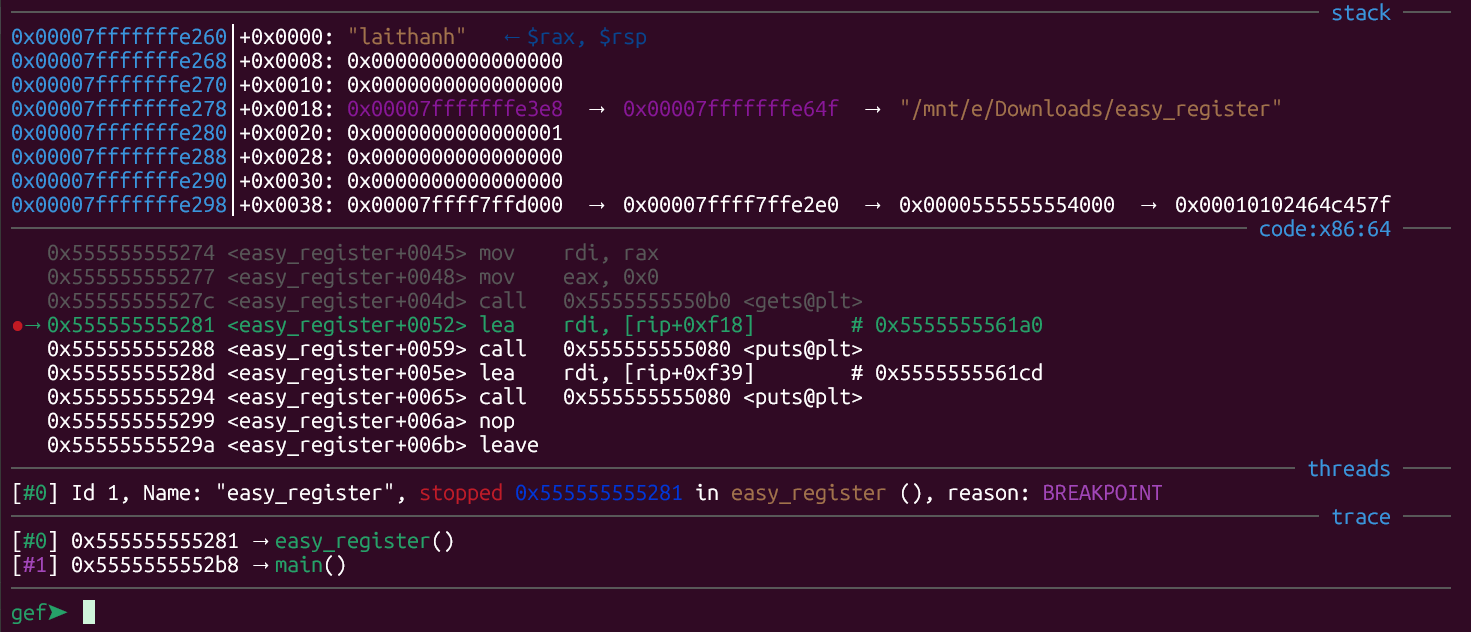 stack
0x00007fffffffe260│+0x0000: "laithanh"   ← $rax, $rsp
0x00007fffffffe268│+0x0008: 0x0000000000000000
0x00007fffffffe270│+0x0010: 0x0000000000000000
0x00007fffffffe278│+0x0018: 0x00007fffffffe3e8  →  0x00007fffffffe64f  →  "/mnt/e/Downloads/easy_register"
0x00007fffffffe280│+0x0020: 0x0000000000000001
0x00007fffffffe288│+0x0028: 0x0000000000000000
0x00007fffffffe290│+0x0030: 0x0000000000000000
0x00007fffffffe298│+0x0038: 0x00007ffff7ffd000  →  0x00007ffff7ffe2e0  →  0x0000555555554000  →  0x00010102464c457f
code:x86:64
0x555555555274 <easy_register+0045> mov    rdi, rax
0x555555555277 <easy_register+0048> mov    eax, 0x0
0x55555555527c <easy_register+004d> call   0x5555555550b0 <gets@plt>
●→ 0x555555555281 <easy_register+0052> lea    rdi, [rip+0xf18]        # 0x5555555561a0
0x555555555288 <easy_register+0059> call   0x555555555080 <puts@plt>
0x55555555528d <easy_register+005e> lea    rdi, [rip+0xf39]        # 0x5555555561cd
0x555555555294 <easy_register+0065> call   0x555555555080 <puts@plt>
0x555555555299 <easy_register+006a> nop
0x55555555529a <easy_register+006b> leave
threads
[#0] Id 1, Name: "easy_register", stopped 0x555555555281 in easy_register (), reason: BREAKPOINT
trace
[#0] 0x555555555281 → easy_register()
[#1] 0x5555555552b8 → main()
gef➤